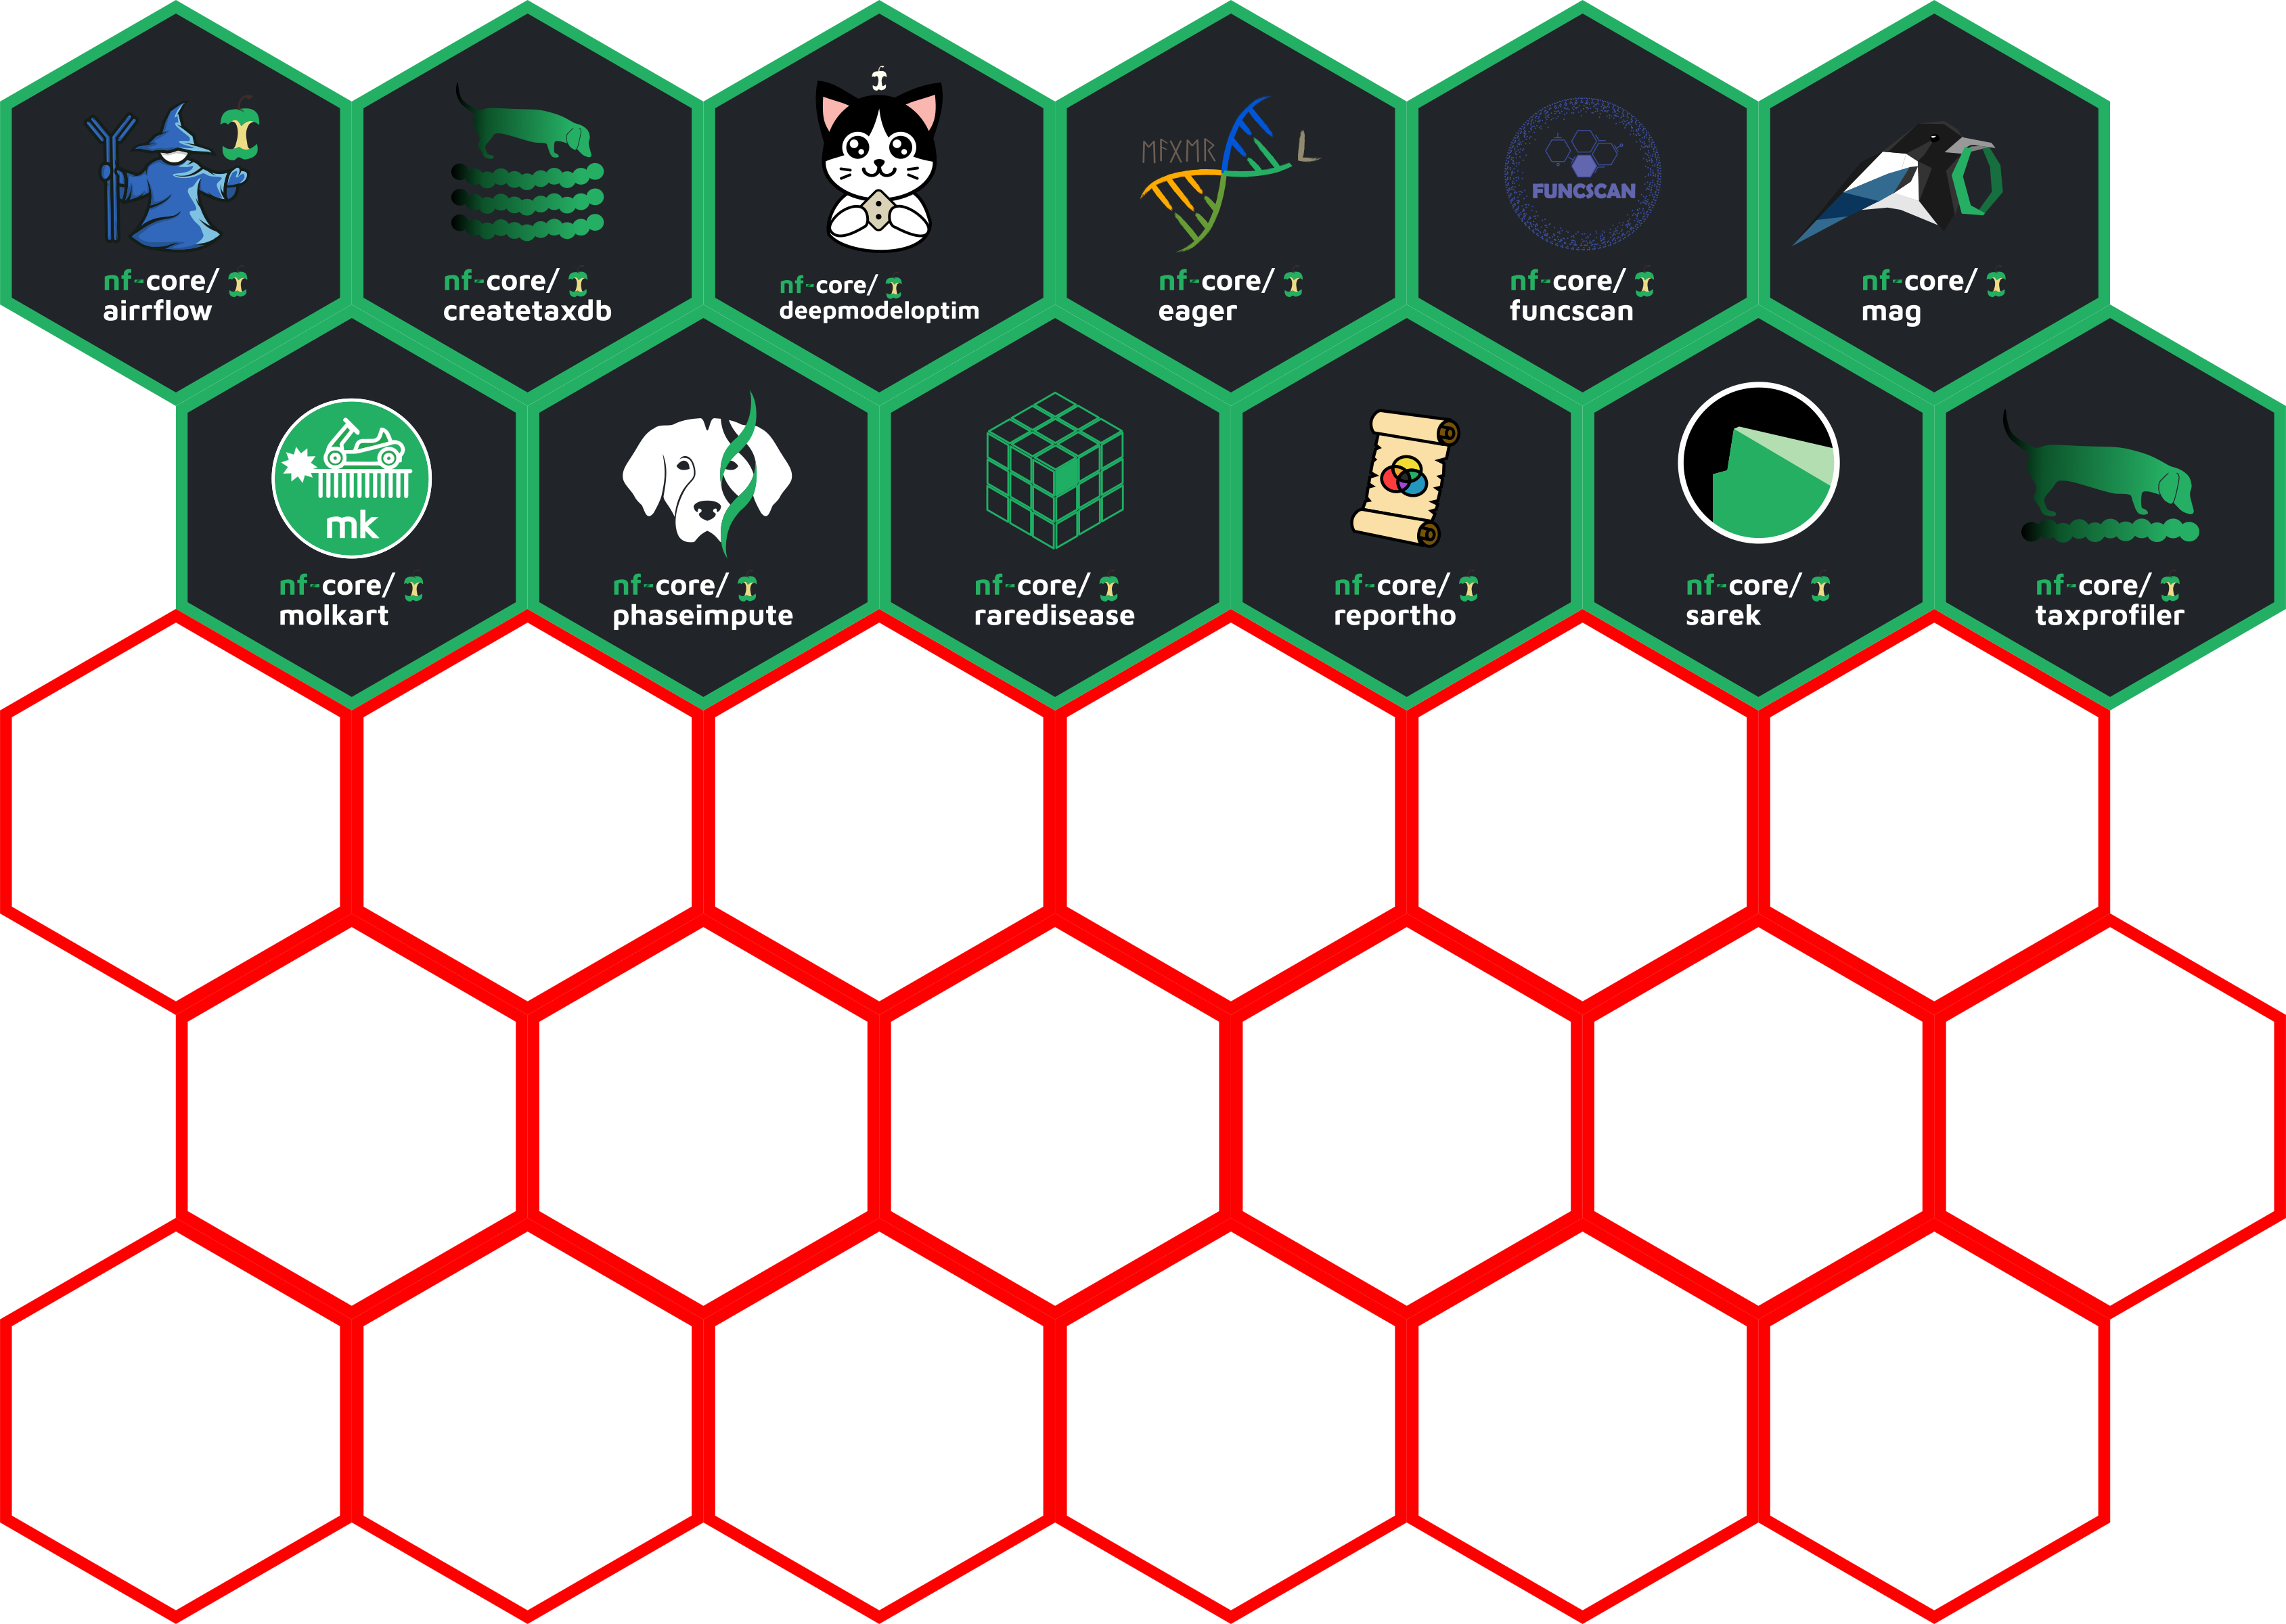 nf-core/
airrflow
nf-core/
createtaxdb
nf-core/
deepmodeloptim
ᛖᚨᚷᛖᚱ
nf-core/
eager
FUNCSCAN
nf-core/
funcscan
nf-core/
mag
mk
nf-core/
molkart
nf-core/
phaseimpute
nf-core/
raredisease
nf-core/
reportho
nf-core/
sarek
nf-core/
taxprofiler